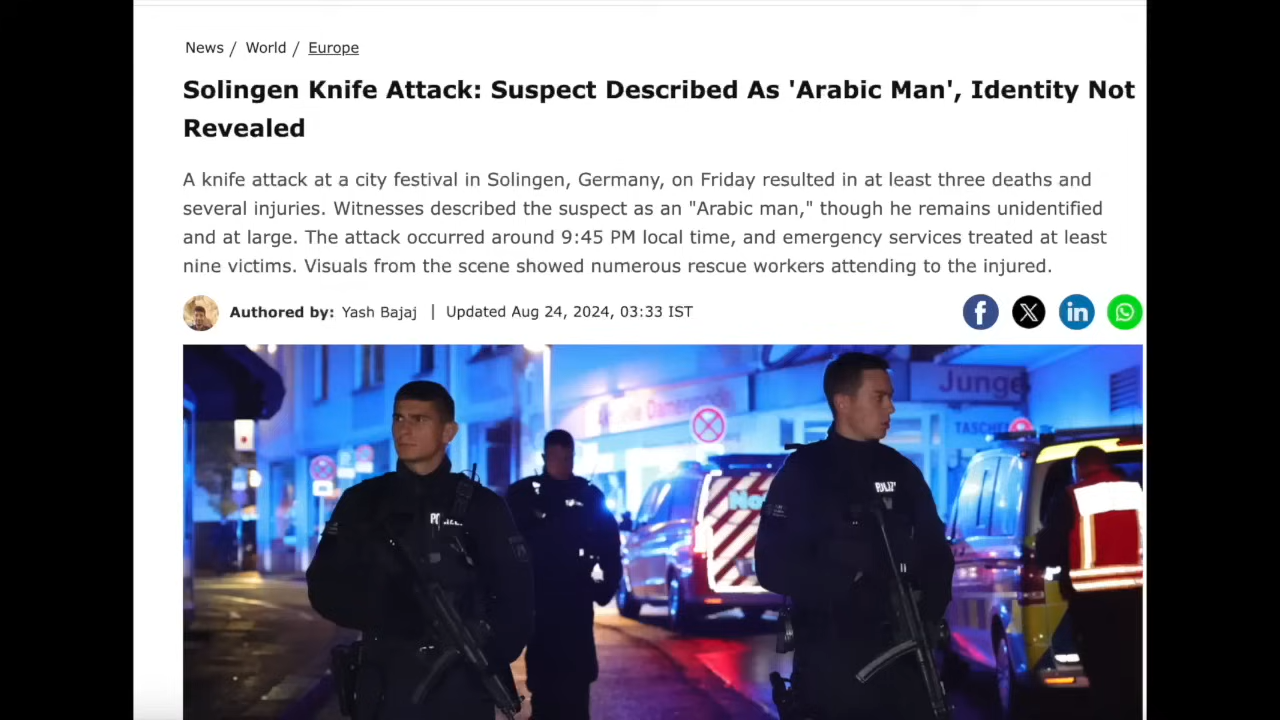 News / World / Europe
Solingen Knife Attack: Suspect Described As 'Arabic Man', Identity Not
Revealed
A knife attack at a city festival in Solingen, Germany, on Friday resulted in at least three deaths and
several injuries. Witnesses described the suspect as an "Arabic man," though he remains unidentified
and at large. The attack occurred around 9:45 PM local time, and emergency services treated at least
nine victims. Visuals from the scene showed numerous rescue workers attending to the injured.
Authored by: Yash Bajaj | Updated Aug 24, 2024, 03:33 IST
Junge
POLIZEI